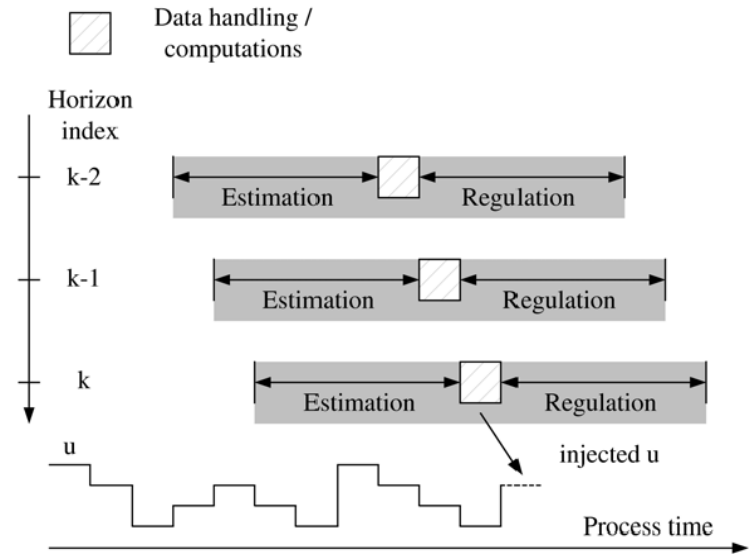 Data handling /
computations
Horizon
index
k-2
Estimation
Regulation
k-1
Estimation
Regulation
k
Estimation
Regulation
u
injected u
Process time